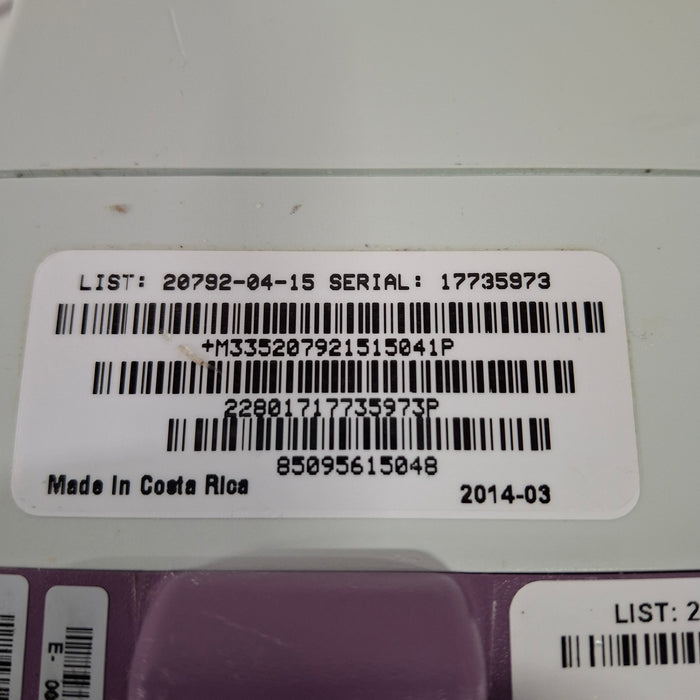 LIST: 20792-04-15 SERIAL: 17735973
+M335207921515041P
22801717735973P
85095615048
Made In Costa Rica
2014-03
LIST: 2
E-